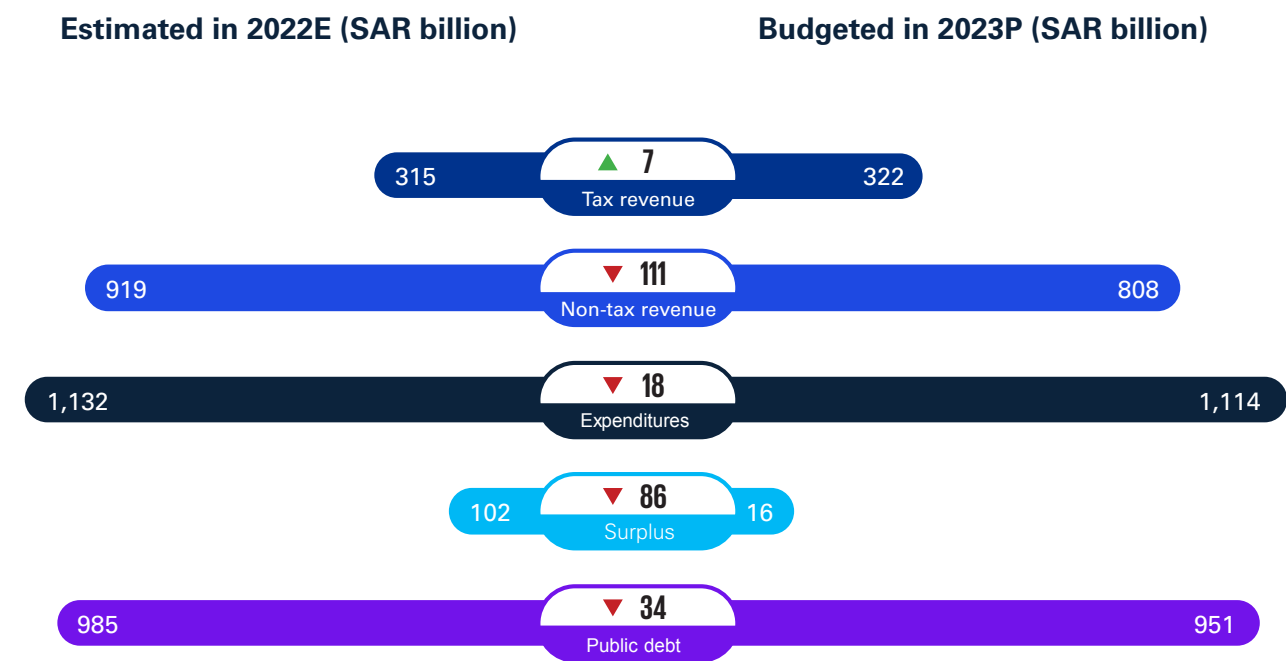 Estimated in 2022E (SAR billion)
Budgeted in 2023P (SAR billion)
315
7
322
Tax revenue
919
111
808
Non-tax revenue
1,132
18
1,114
Expenditures
102
86
16
Surplus
985
34
951
Public debt